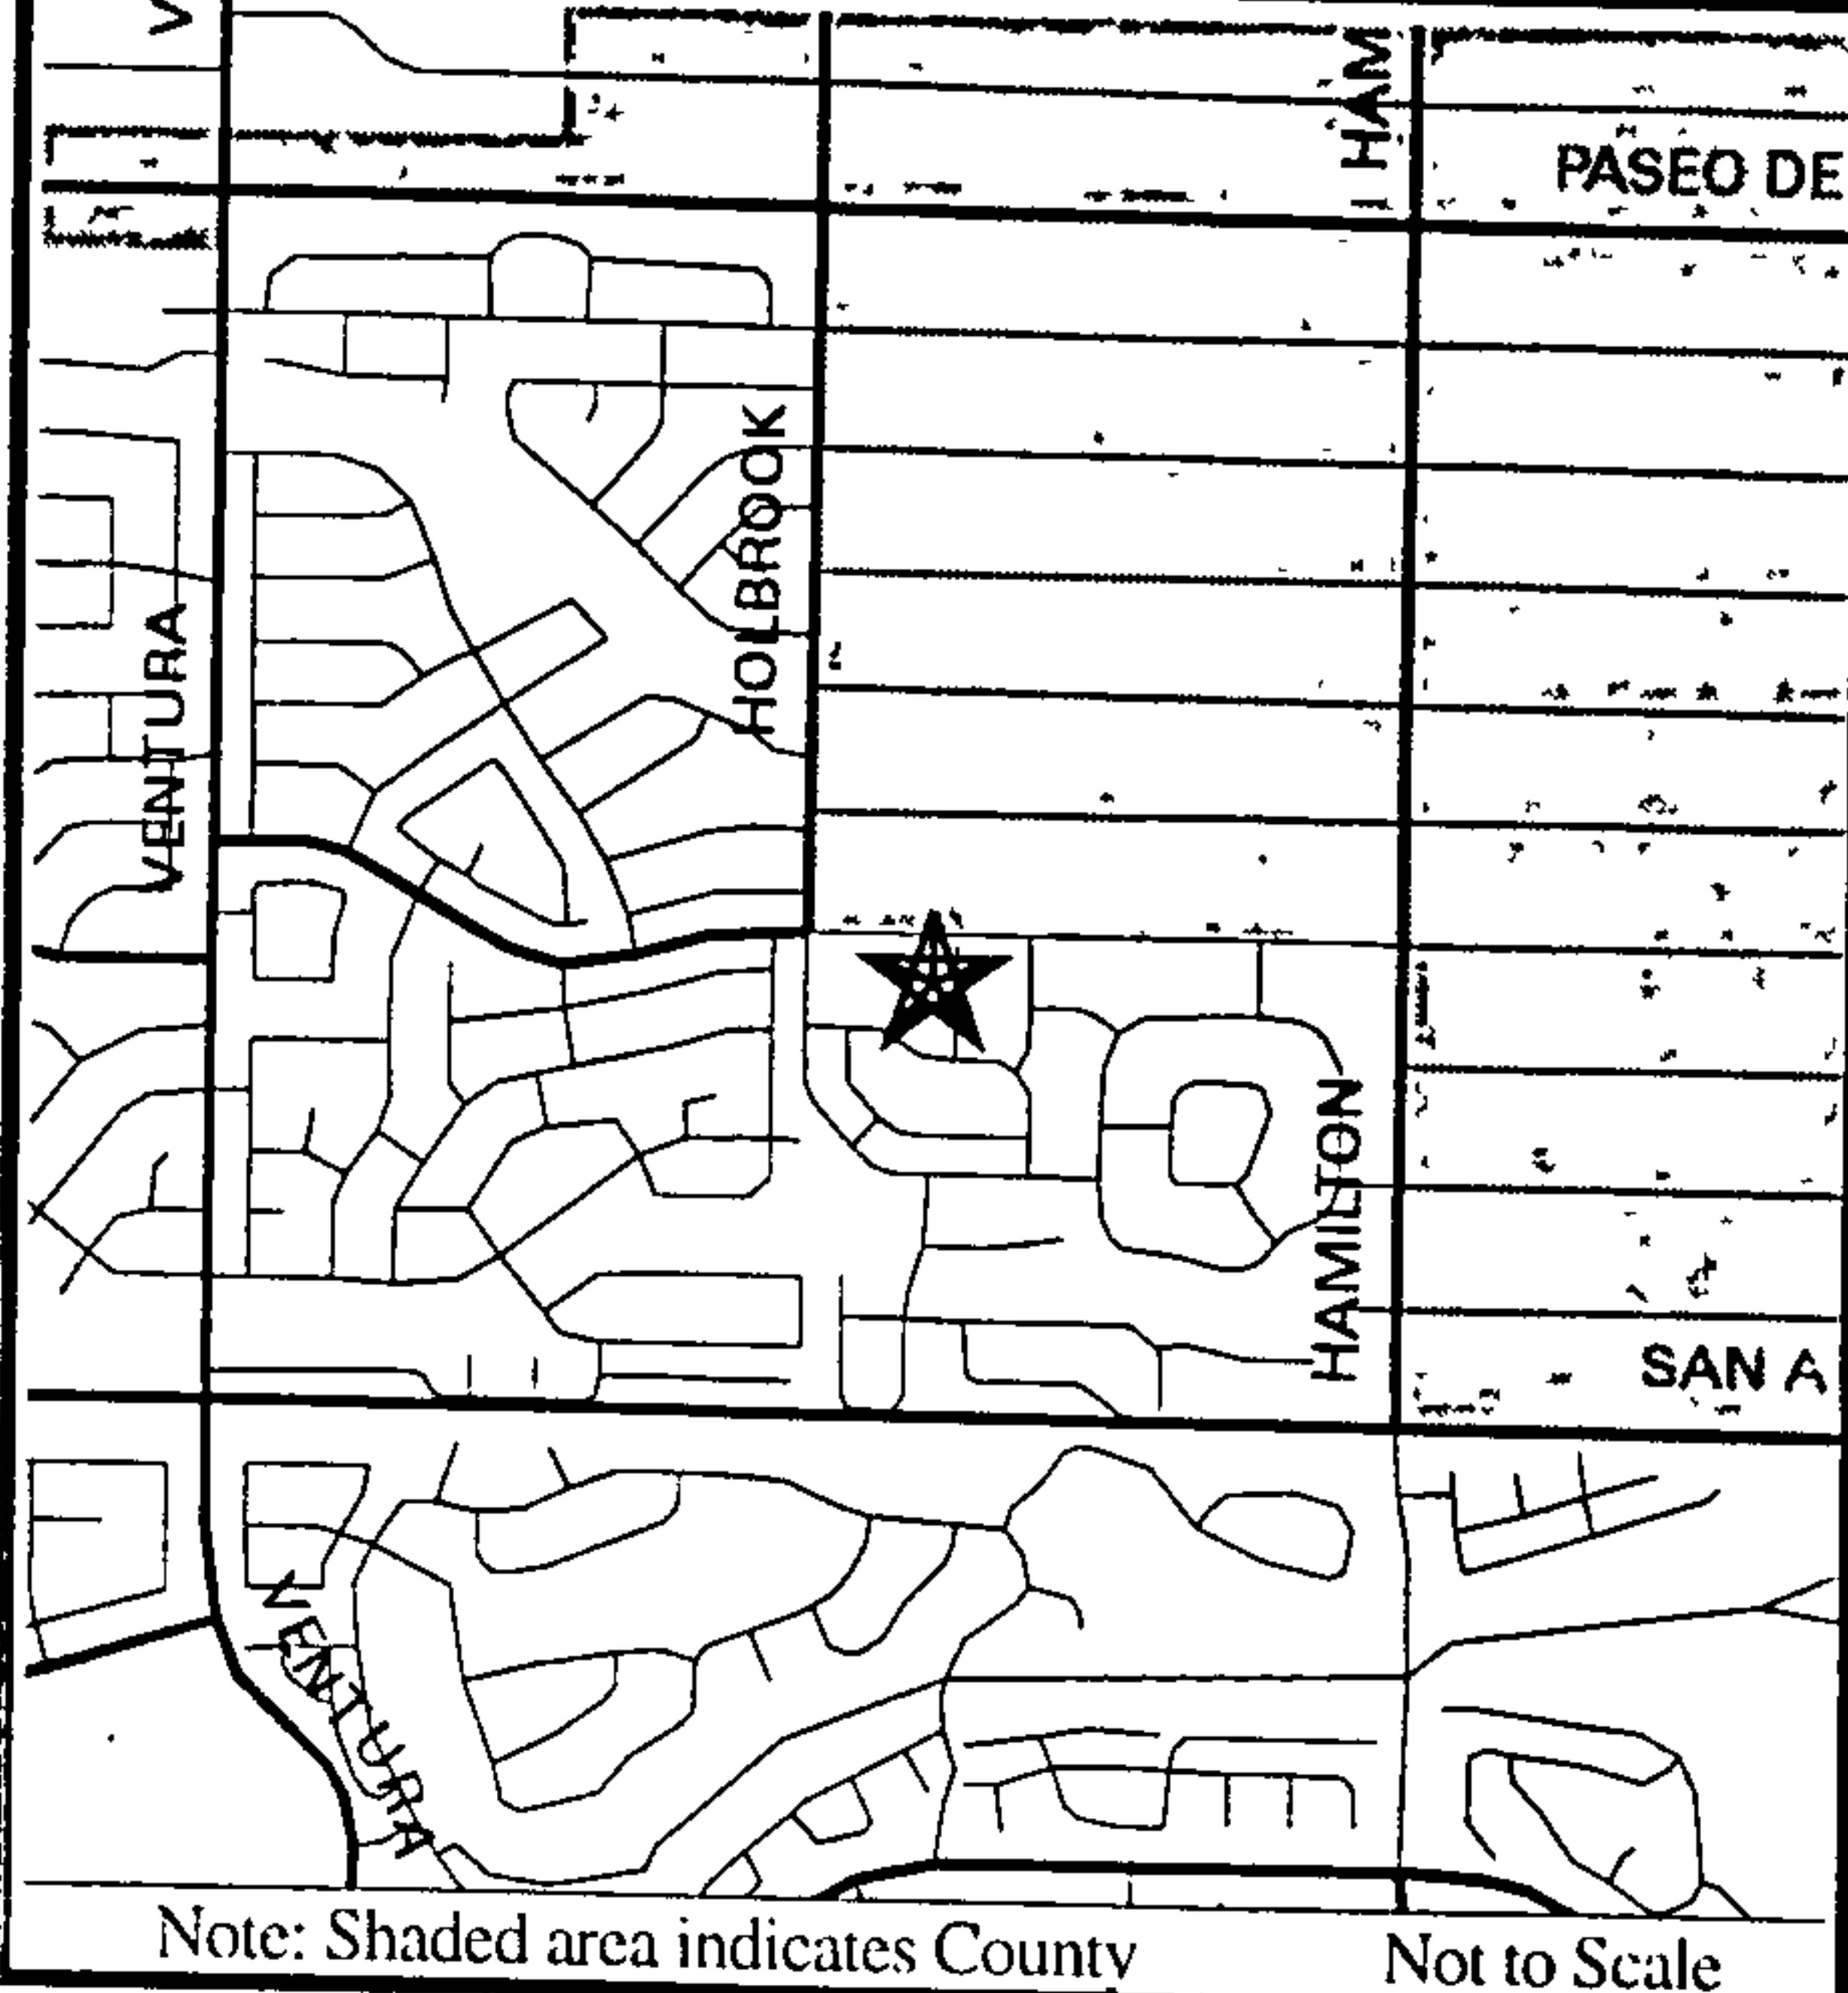 V
HAM
PASEO DE
HOLBROOK
VENTURA
HAMILTON
SAN A
VENTURA
Note: Shaded area indicates County
Not to Scale